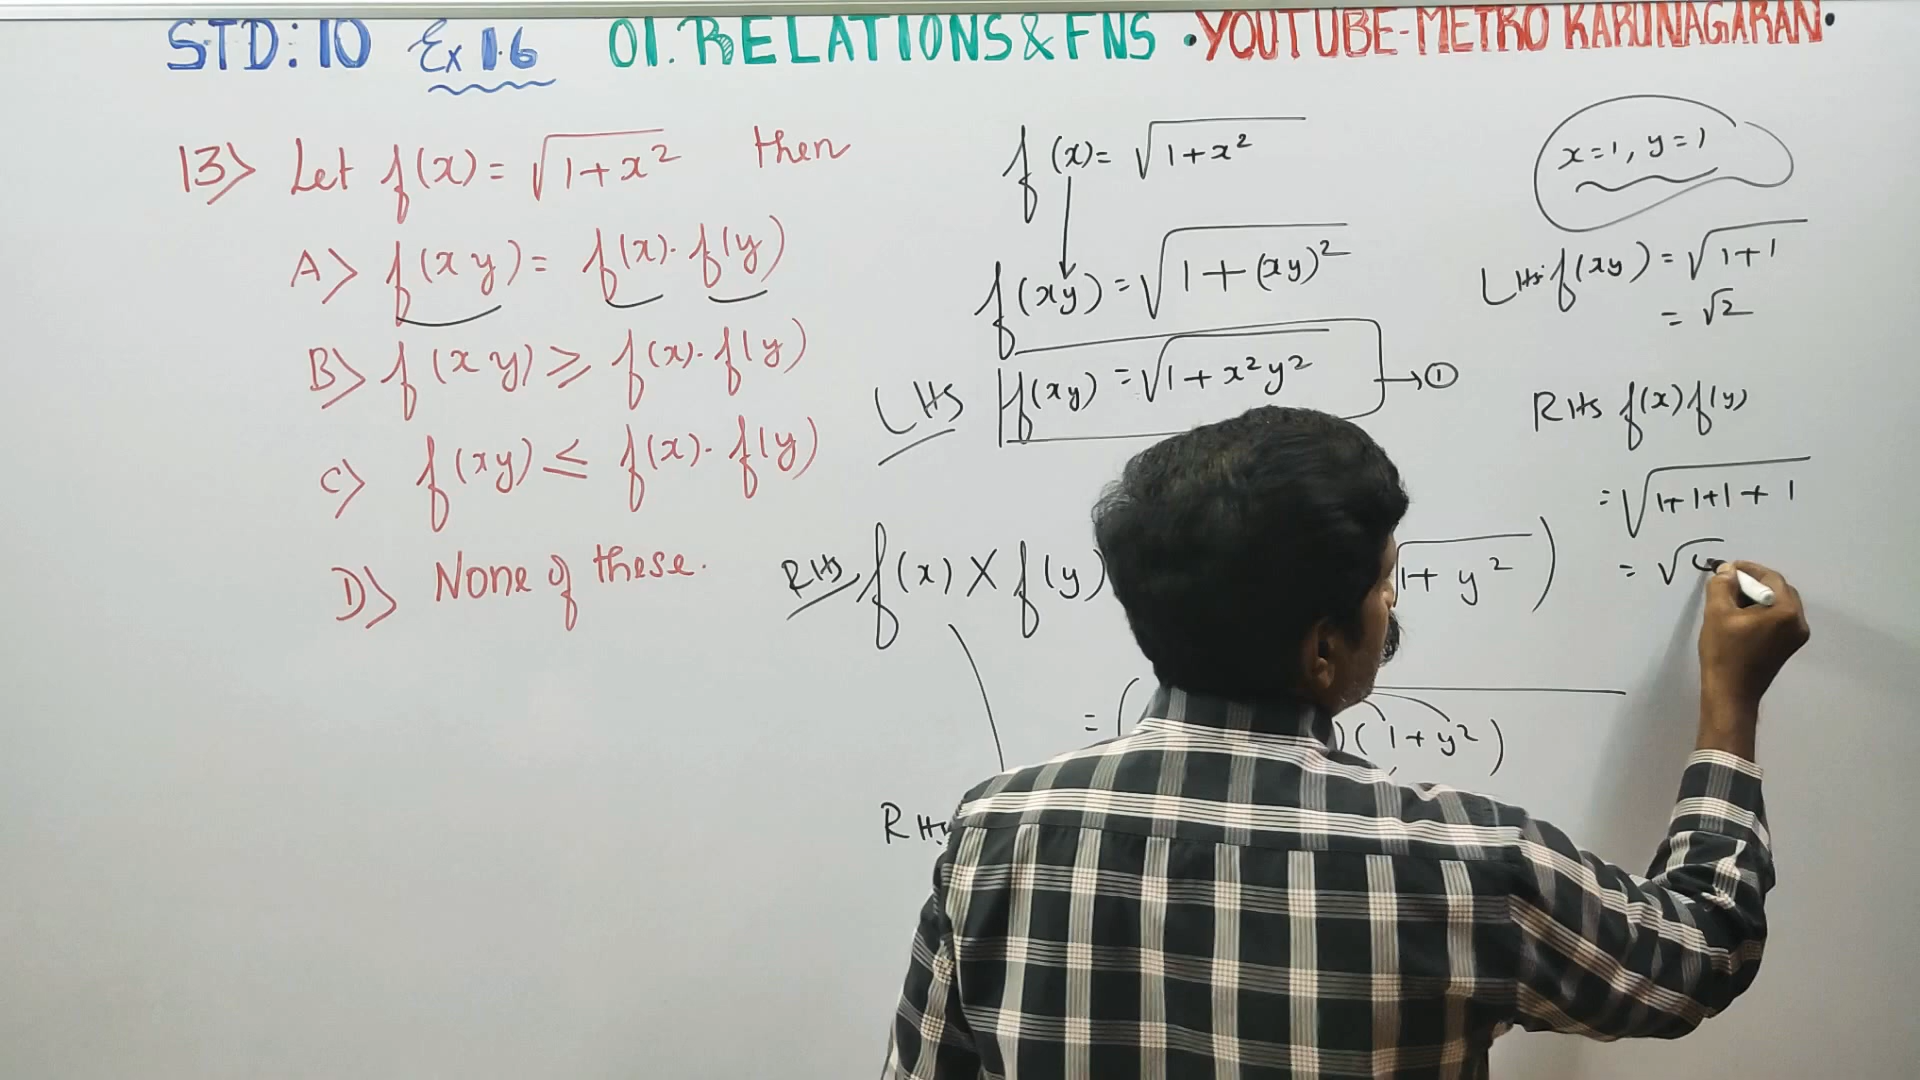 STD: 10 Ex 1.6 01. RELATIONS & FNS • YOUTUBE-METRO KARUNAGARAN •
13> Let f(x) = √1+x² then
A> f(xy) = f(x)· f(y)
B> f(xy) ≥ f(x)· f(y)
C> f(xy) ≤ f(x)· f(y)
D> None of these.
f(x) = √1+x²
f(xy) = √1+(xy)²
LHS f(xy) = √1+x²y² → ①
RHS f(x) X f(y) 1+ y² )
= ( )( 1+y² )
RHS
x=1, y=1
LHS f(xy) = √1+1
= √2
RHS f(x) f(y)
= √1+1+1+1
= √